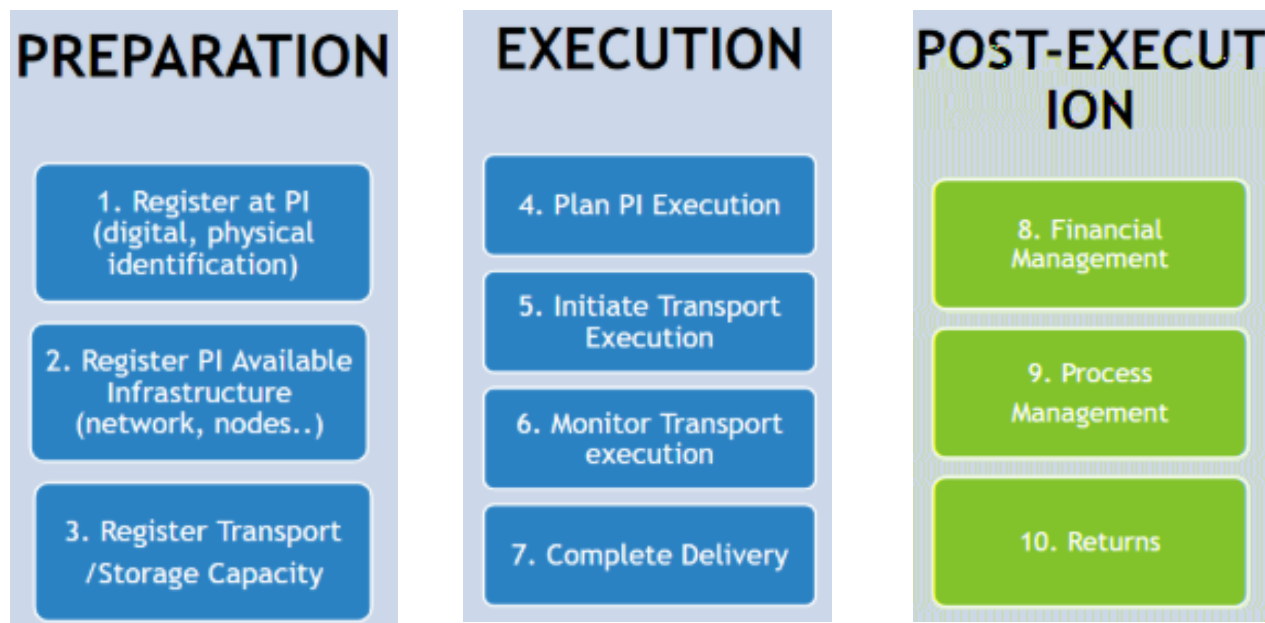 PREPARATION
1. Register at PI
(digital, physical
identification)
2. Register PI Available
Infrastructure
(network, nodes..)
3. Register Transport
/Storage Capacity
EXECUTION
4. Plan PI Execution
5. Initiate Transport
Execution
6. Monitor Transport
execution
7. Complete Delivery
POST-EXECUT
ION
8. Financial
Management
9. Process
Management
10. Returns